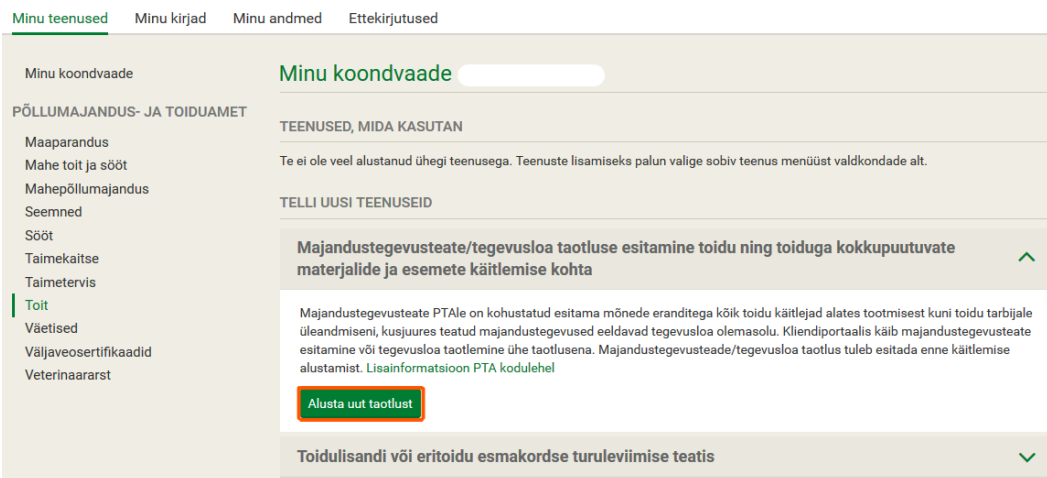 Minu teenused Minu kirjad Minu andmed Ettekirjutused
Minu koondvaade
PÕLLUMAJANDUS- JA TOIDUAMET
Maaparandus
Mahe toit ja sööt
Mahepõllumajandus
Seemned
Sööt
Taimekaitse
Taimetervis
Toit
Väetised
Väljaveosertifikaadid
Veterinaararst
Minu koondvaade
TEENUSED, MIDA KASUTAN
Te ei ole veel alustanud ühegi teenusega. Teenuste lisamiseks palun valige sobiv teenus menüüst valdkondade alt.
TELLI UUSI TEENUSEID
Majandustegevusteate/tegevusloa taotluse esitamine toidu ning toiduga kokkupuutuvate
materjalide ja esemete käitlemise kohta
Majandustegevusteate PTAle on kohustatud esitama mõnede eranditega kõik toidu käitlejad alates tootmisest kuni toidu tarbijale
üleandmiseni, kusjuures teatud majandustegevused eeldavad tegevusloa olemasolu. Kliendiportaalis käib majandustegevusteate
esitamine või tegevusloa taotlemine ühe taotlusena. Majandustegevusteade/tegevusloa taotlus tuleb esitada enne käitlemise
alustamist. Lisainformatsioon PTA kodulehel
Alusta uut taotlust
Toidulisandi või eritoidu esmakordse turuleviimise teatis